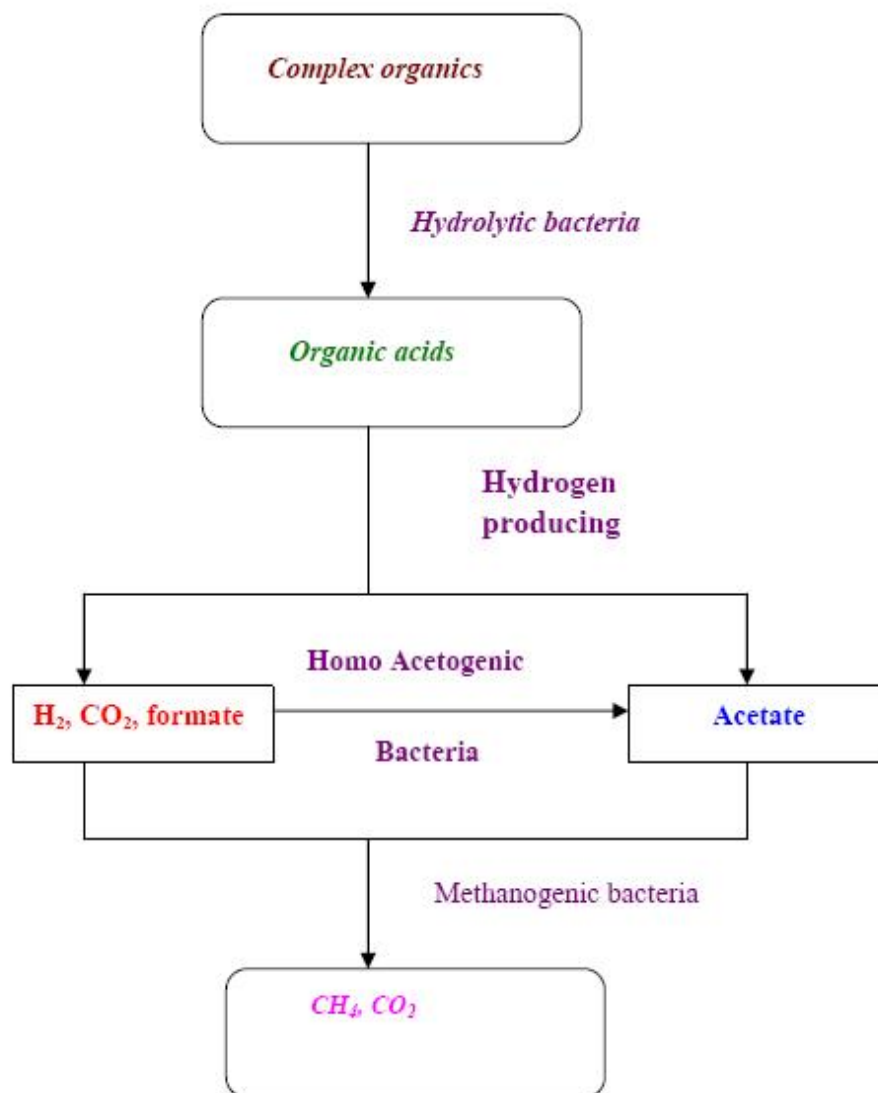 Complex organics
Hydrolytic bacteria
Organic acids
Hydrogen
producing
Homo Acetogenic
H₂, CO₂, formate
Acetate
Bacteria
Methanogenic bacteria
CH₄, CO₂